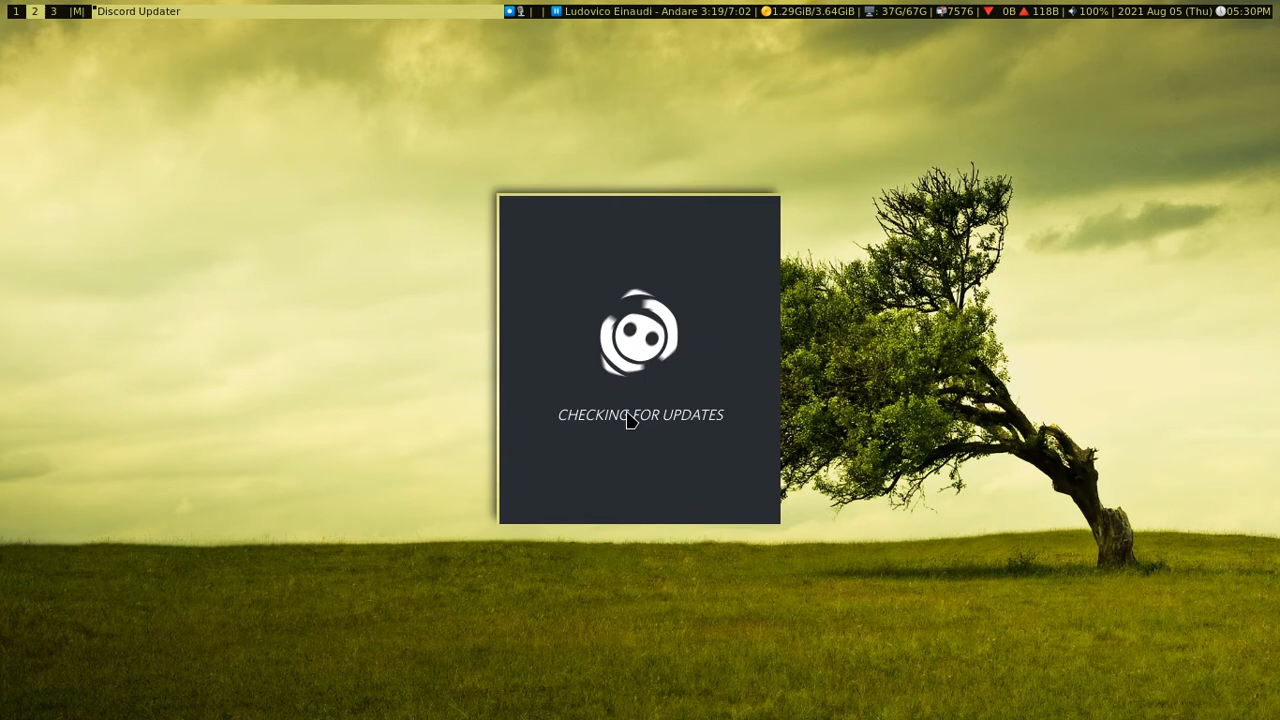 1 2 3 |M| Discord Updater | | Ludovico Einaudi - Andare 3:19/7:02 | 1.29GiB/3.64GiB | : 37G/67G | 7576 | 0B 118B | 100% | 2021 Aug 05 (Thu) 05:30PM
CHECKING FOR UPDATES